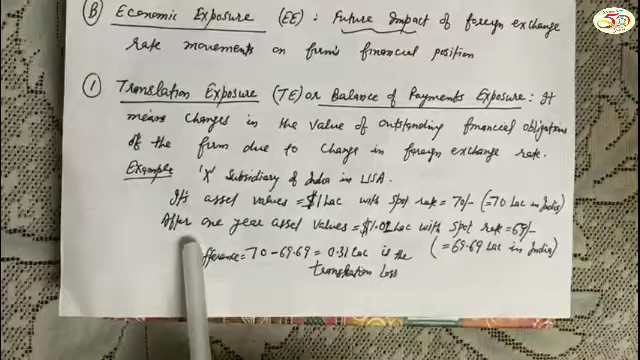 (B) Economic Exposure (EE) : Future Impact of foreign exchange
rate movements on firm's financial position
(1) Translation Exposure (TE) or Balance of Payments Exposure : It
means changes in the value of outstanding financial obligations
of the firm due to change in foreign exchange rate.
Example 'X' Subsidiary of India in USA.
It's asset values = $1 Lac with spot rate = 70/- (=70 Lac in India)
After one year asset values = $1.01 Lac with spot rate = 69/-
(= 69.69 Lac in India)
fference = 70 - 69.69 = 0.31 Lac is the
Translation Loss